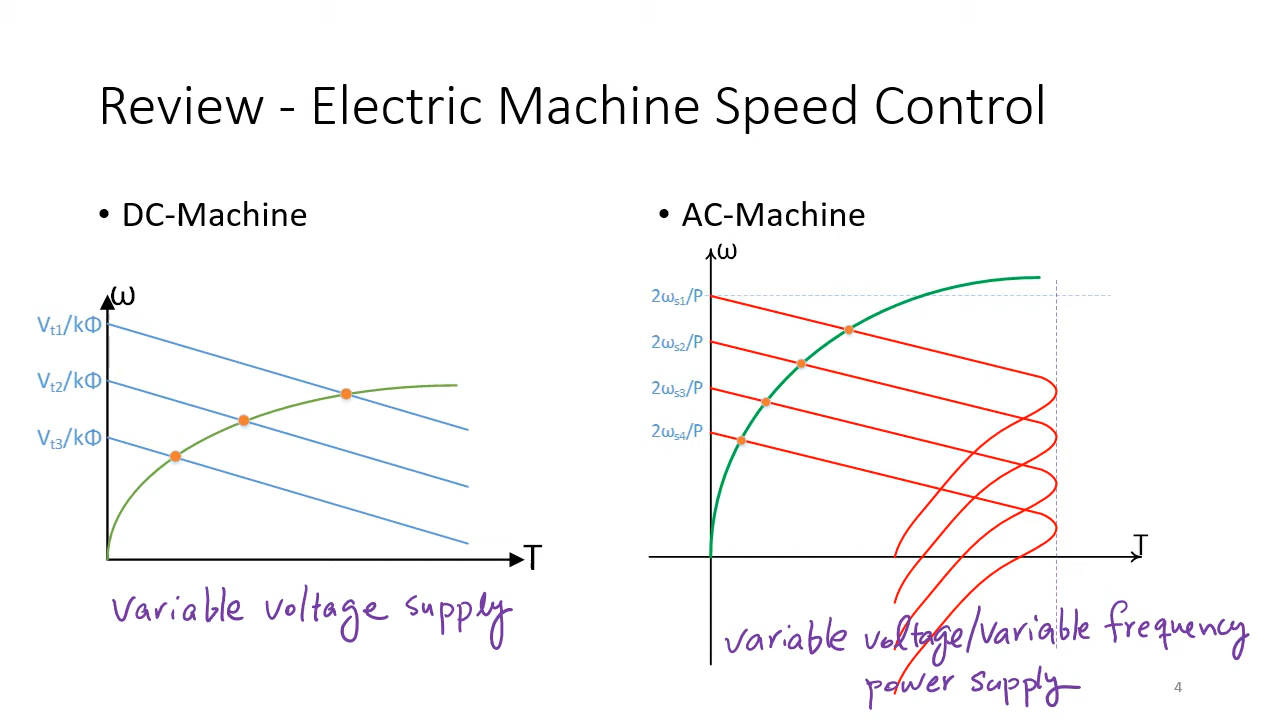 Review - Electric Machine Speed Control
• DC-Machine
ω
Vt1/kΦ
Vt2/kΦ
Vt3/kΦ
T
variable voltage supply
• AC-Machine
ω
2ωs1/P
2ωs2/P
2ωs3/P
2ωs4/P
T
variable voltage/variable frequency
power supply
4